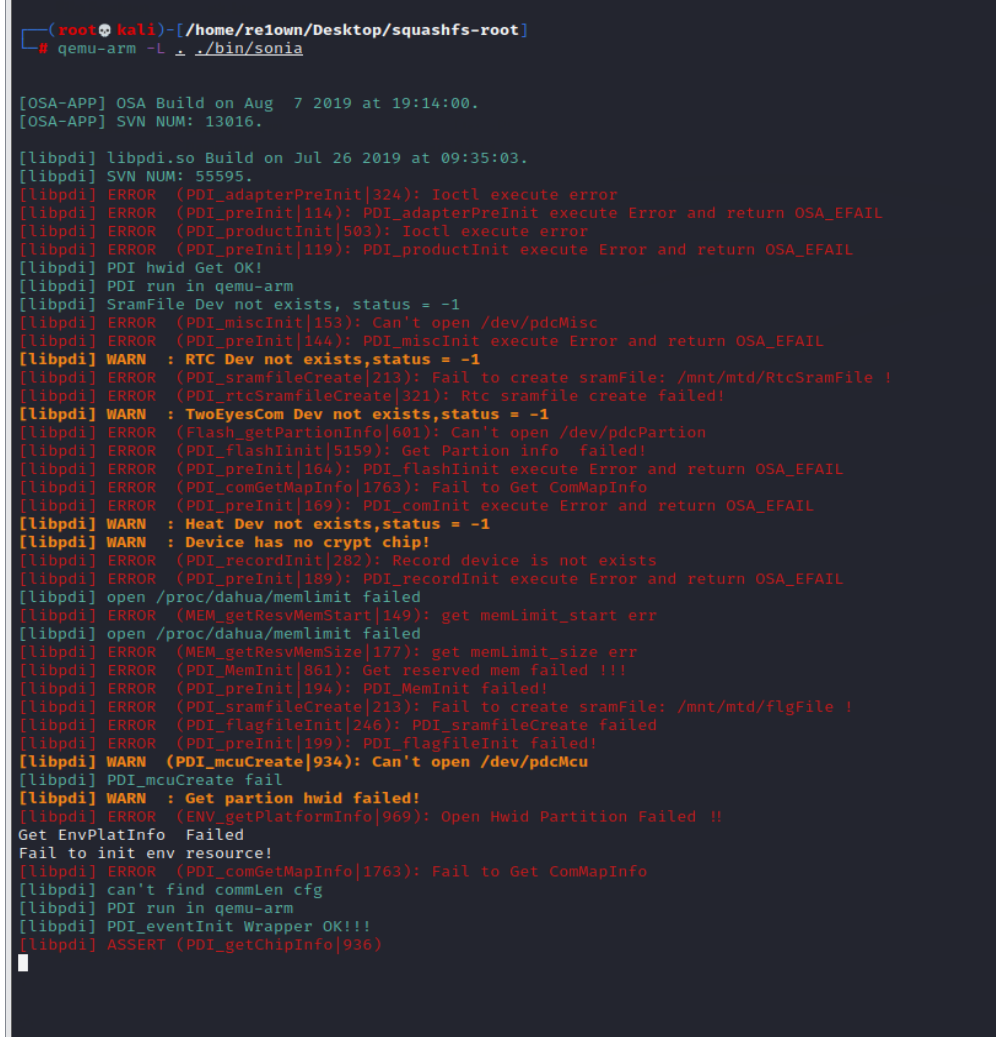 ┌──(root💀kali)-[/home/re1own/Desktop/squashfs-root]
└─# qemu-arm -L . ./bin/sonia
[OSA-APP] OSA Build on Aug  7 2019 at 19:14:00.
[OSA-APP] SVN NUM: 13016.
[libpdi] libpdi.so Build on Jul 26 2019 at 09:35:03.
[libpdi] SVN NUM: 55595.
[libpdi] ERROR  (PDI_adapterPreInit|324): Ioctl execute error
[libpdi] ERROR  (PDI_preInit|114): PDI_adapterPreInit execute Error and return OSA_EFAIL
[libpdi] ERROR  (PDI_productInit|503): Ioctl execute error
[libpdi] ERROR  (PDI_preInit|119): PDI_productInit execute Error and return OSA_EFAIL
[libpdi] PDI hwid Get OK!
[libpdi] PDI run in qemu-arm
[libpdi] SramFile Dev not exists, status = -1
[libpdi] ERROR  (PDI_miscInit|153): Can't open /dev/pdcMisc
[libpdi] ERROR  (PDI_preInit|144): PDI_miscInit execute Error and return OSA_EFAIL
[libpdi] WARN  : RTC Dev not exists,status = -1
[libpdi] ERROR  (PDI_sramfileCreate|213): Fail to create sramFile: /mnt/mtd/RtcSramFile !
[libpdi] ERROR  (PDI_rtcSramfileCreate|321): Rtc sramfile create failed!
[libpdi] WARN  : TwoEyesCom Dev not exists,status = -1
[libpdi] ERROR  (Flash_getPartionInfo|601): Can't open /dev/pdcPartion
[libpdi] ERROR  (PDI_flashIinit|5159): Get Partion info  failed!
[libpdi] ERROR  (PDI_preInit|164): PDI_flashIinit execute Error and return OSA_EFAIL
[libpdi] ERROR  (PDI_comGetMapInfo|1763): Fail to Get ComMapInfo
[libpdi] ERROR  (PDI_preInit|169): PDI_comInit execute Error and return OSA_EFAIL
[libpdi] WARN  : Heat Dev not exists,status = -1
[libpdi] WARN  : Device has no crypt chip!
[libpdi] ERROR  (PDI_recordInit|282): Record device is not exists
[libpdi] ERROR  (PDI_preInit|189): PDI_recordInit execute Error and return OSA_EFAIL
[libpdi] open /proc/dahua/memlimit failed
[libpdi] ERROR  (MEM_getResvMemStart|149): get memLimit_start err
[libpdi] open /proc/dahua/memlimit failed
[libpdi] ERROR  (MEM_getResvMemSize|177): get memLimit_size err
[libpdi] ERROR  (PDI_MemInit|861): Get reserved mem failed !!!
[libpdi] ERROR  (PDI_preInit|194): PDI_MemInit failed!
[libpdi] ERROR  (PDI_sramfileCreate|213): Fail to create sramFile: /mnt/mtd/flgFile !
[libpdi] ERROR  (PDI_flagfileInit|246): PDI_sramfileCreate failed
[libpdi] ERROR  (PDI_preInit|199): PDI_flagfileInit failed!
[libpdi] WARN  (PDI_mcuCreate|934): Can't open /dev/pdcMcu
[libpdi] PDI_mcuCreate fail
[libpdi] WARN  : Get partion hwid failed!
[libpdi] ERROR  (ENV_getPlatformInfo|969): Open Hwid Partition Failed !!
Get EnvPlatInfo  Failed
Fail to init env resource!
[libpdi] ERROR  (PDI_comGetMapInfo|1763): Fail to Get ComMapInfo
[libpdi] can't find commLen cfg
[libpdi] PDI run in qemu-arm
[libpdi] PDI_eventInit Wrapper OK!!!
[libpdi] ASSERT (PDI_getChipInfo|936)